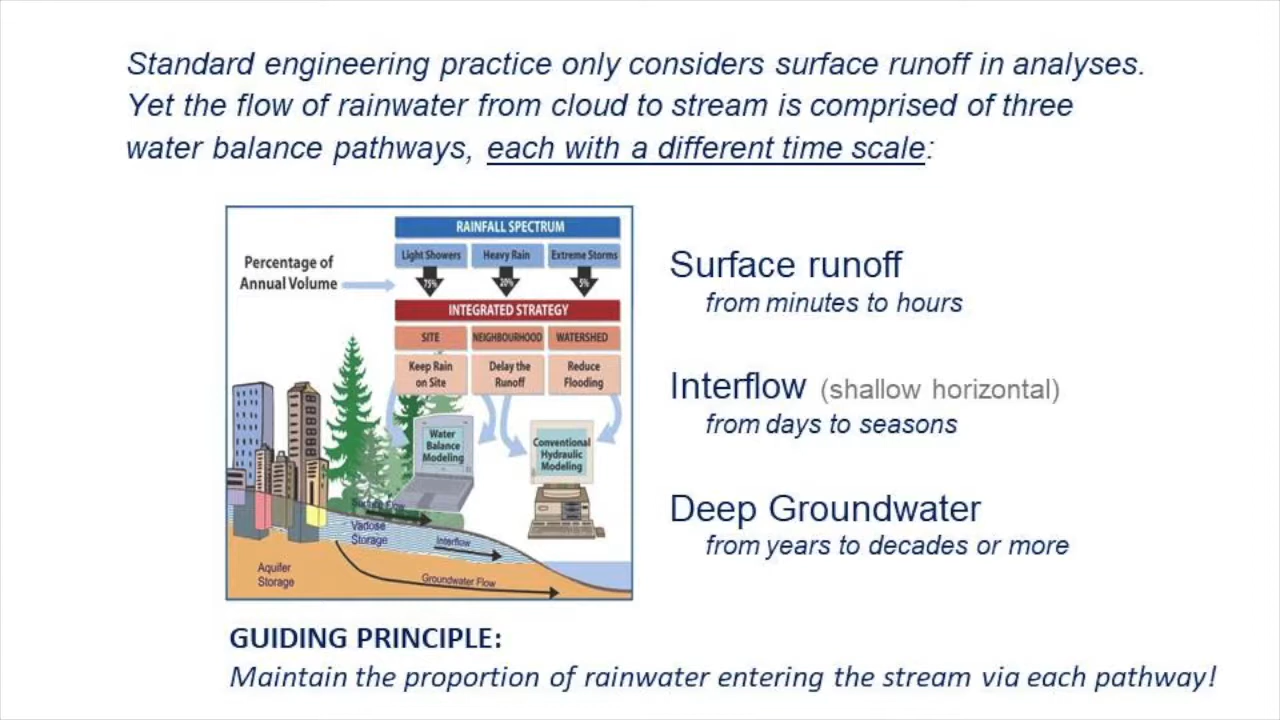 Standard engineering practice only considers surface runoff in analyses.
Yet the flow of rainwater from cloud to stream is comprised of three
water balance pathways, each with a different time scale:
RAINFALL SPECTRUM
Light Showers Heavy Rain Extreme Storms
Percentage of
Annual Volume
75% 20% 5%
INTEGRATED STRATEGY
SITE NEIGHBOURHOOD WATERSHED
Keep Rain
on Site
Delay the
Runoff
Reduce
Flooding
Water
Balance
Modeling
Conventional
Hydraulic
Modeling
Surface Flow
Vadose
Storage
Interflow
Aquifer
Storage
Groundwater Flow
Surface runoff
from minutes to hours
Interflow (shallow horizontal)
from days to seasons
Deep Groundwater
from years to decades or more
GUIDING PRINCIPLE:
Maintain the proportion of rainwater entering the stream via each pathway!